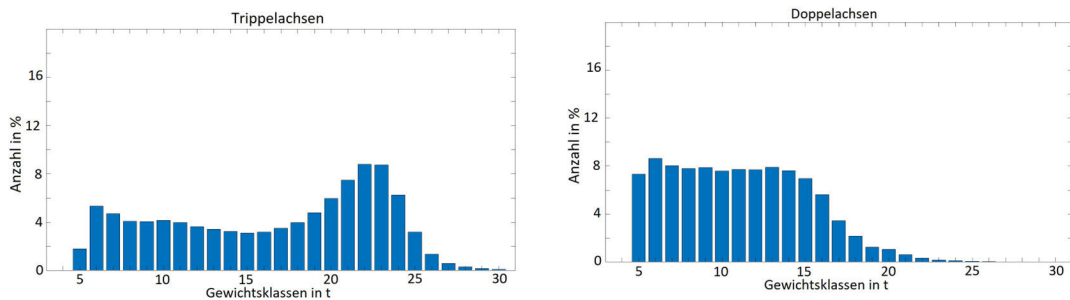 Trippelachsen
Anzahl in %
16
12
8
4
0
5 10 15 20 25 30
Gewichtsklassen in t
Doppelachsen
Anzahl in %
16
12
8
4
0
5 10 15 20 25 30
Gewichtsklassen in t